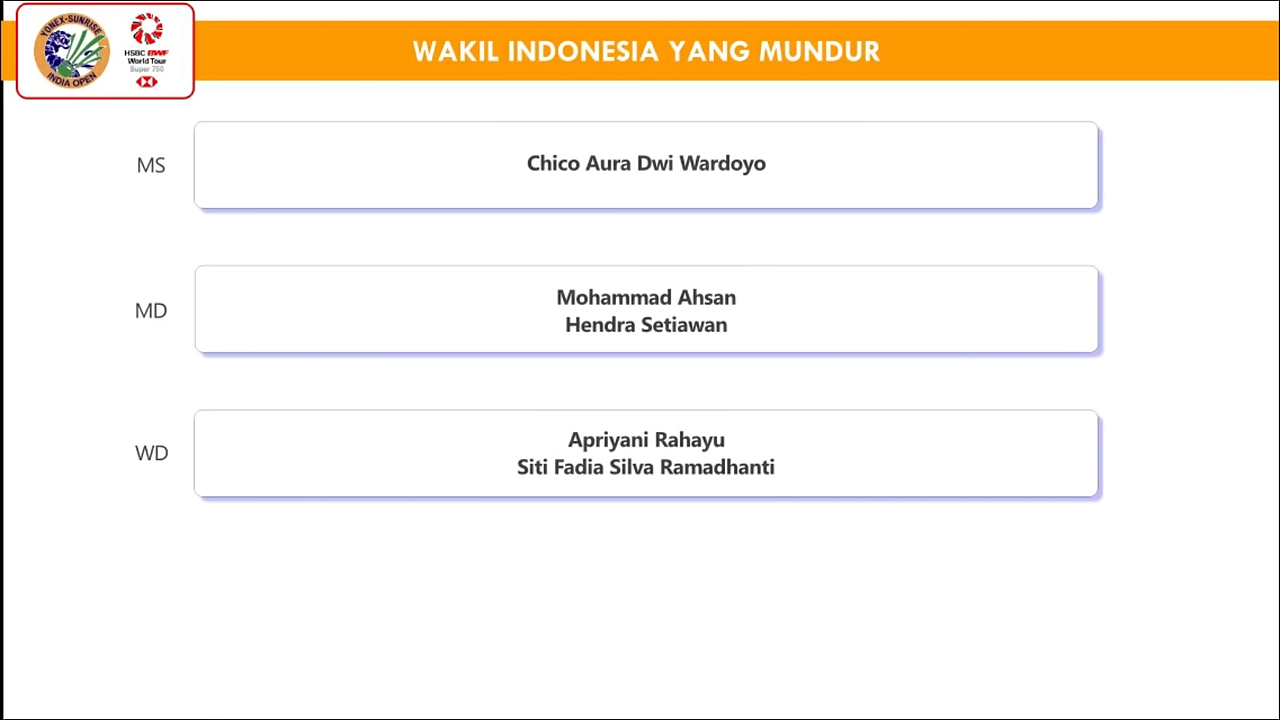 YONEX-SUNRISE
INDIA OPEN
HSBC BWF
World Tour
Super 750
WAKIL INDONESIA YANG MUNDUR
MS
Chico Aura Dwi Wardoyo
MD
Mohammad Ahsan
Hendra Setiawan
WD
Apriyani Rahayu
Siti Fadia Silva Ramadhanti